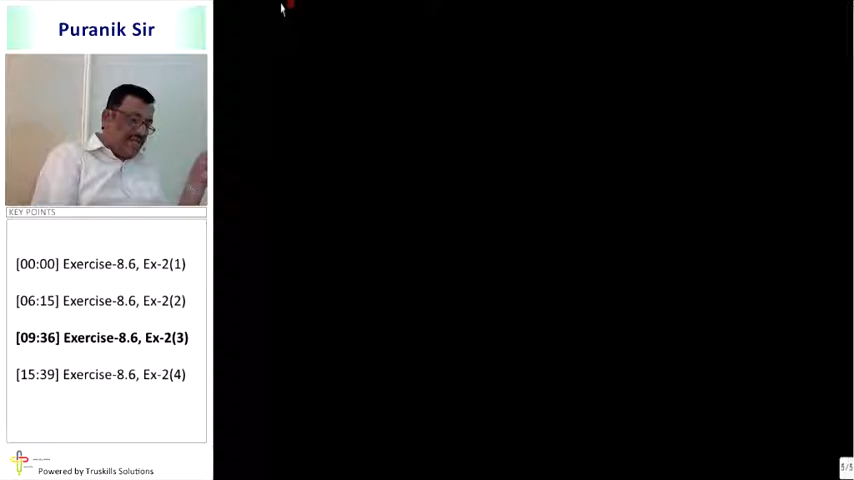 Puranik Sir
KEY POINTS
[00:00] Exercise-8.6, Ex-2(1)
[06:15] Exercise-8.6, Ex-2(2)
[09:36] Exercise-8.6, Ex-2(3)
[15:39] Exercise-8.6, Ex-2(4)
Powered by Truskills Solutions
5/5